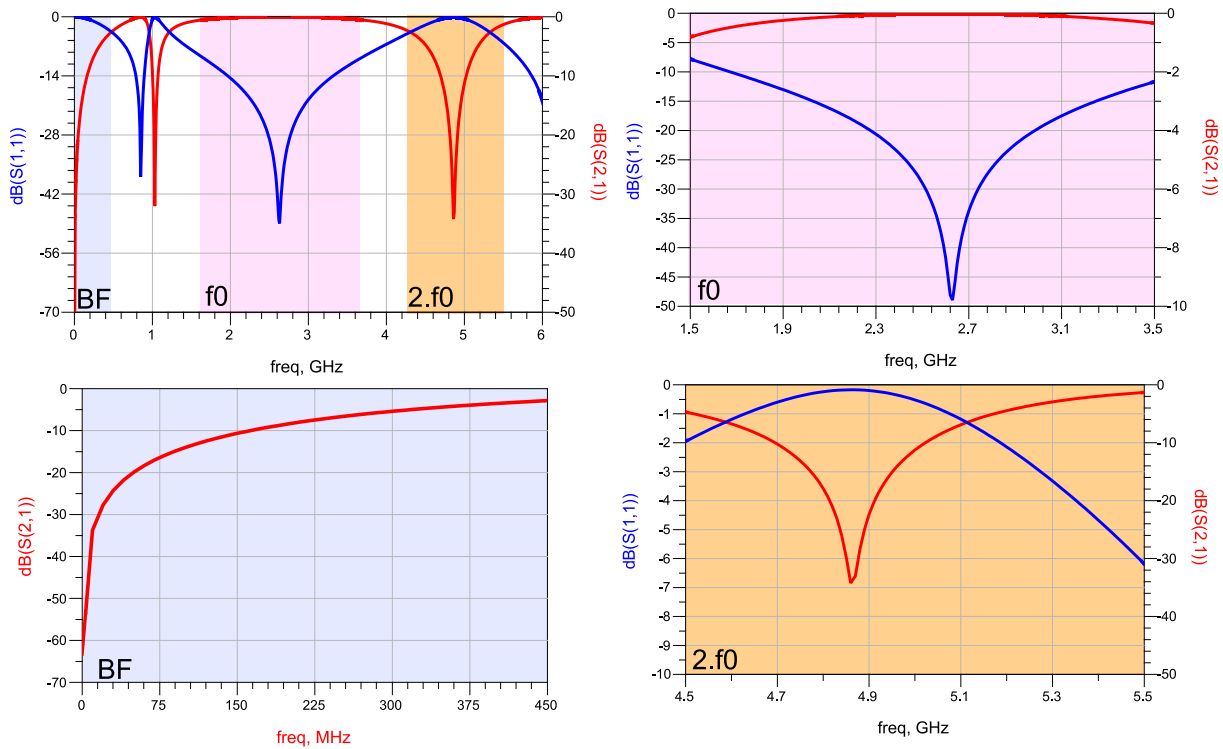 dB(S(1,1))
0
-14
-28
-42
-56
-70
0
-10
-20
-30
-40
-50
dB(S(2,1))
BF
f0
2.f0
0 1 2 3 4 5 6
freq, GHz
dB(S(1,1))
0
-5
-10
-15
-20
-25
-30
-35
-40
-45
-50
0
-2
-4
-6
-8
-10
dB(S(2,1))
f0
1.5 1.9 2.3 2.7 3.1 3.5
freq, GHz
dB(S(2,1))
0
-10
-20
-30
-40
-50
-60
-70
BF
0 75 150 225 300 375 450
freq, MHz
dB(S(1,1))
0
-1
-2
-3
-4
-5
-6
-7
-8
-9
-10
0
-10
-20
-30
-40
-50
dB(S(2,1))
2.f0
4.5 4.7 4.9 5.1 5.3 5.5
freq, GHz